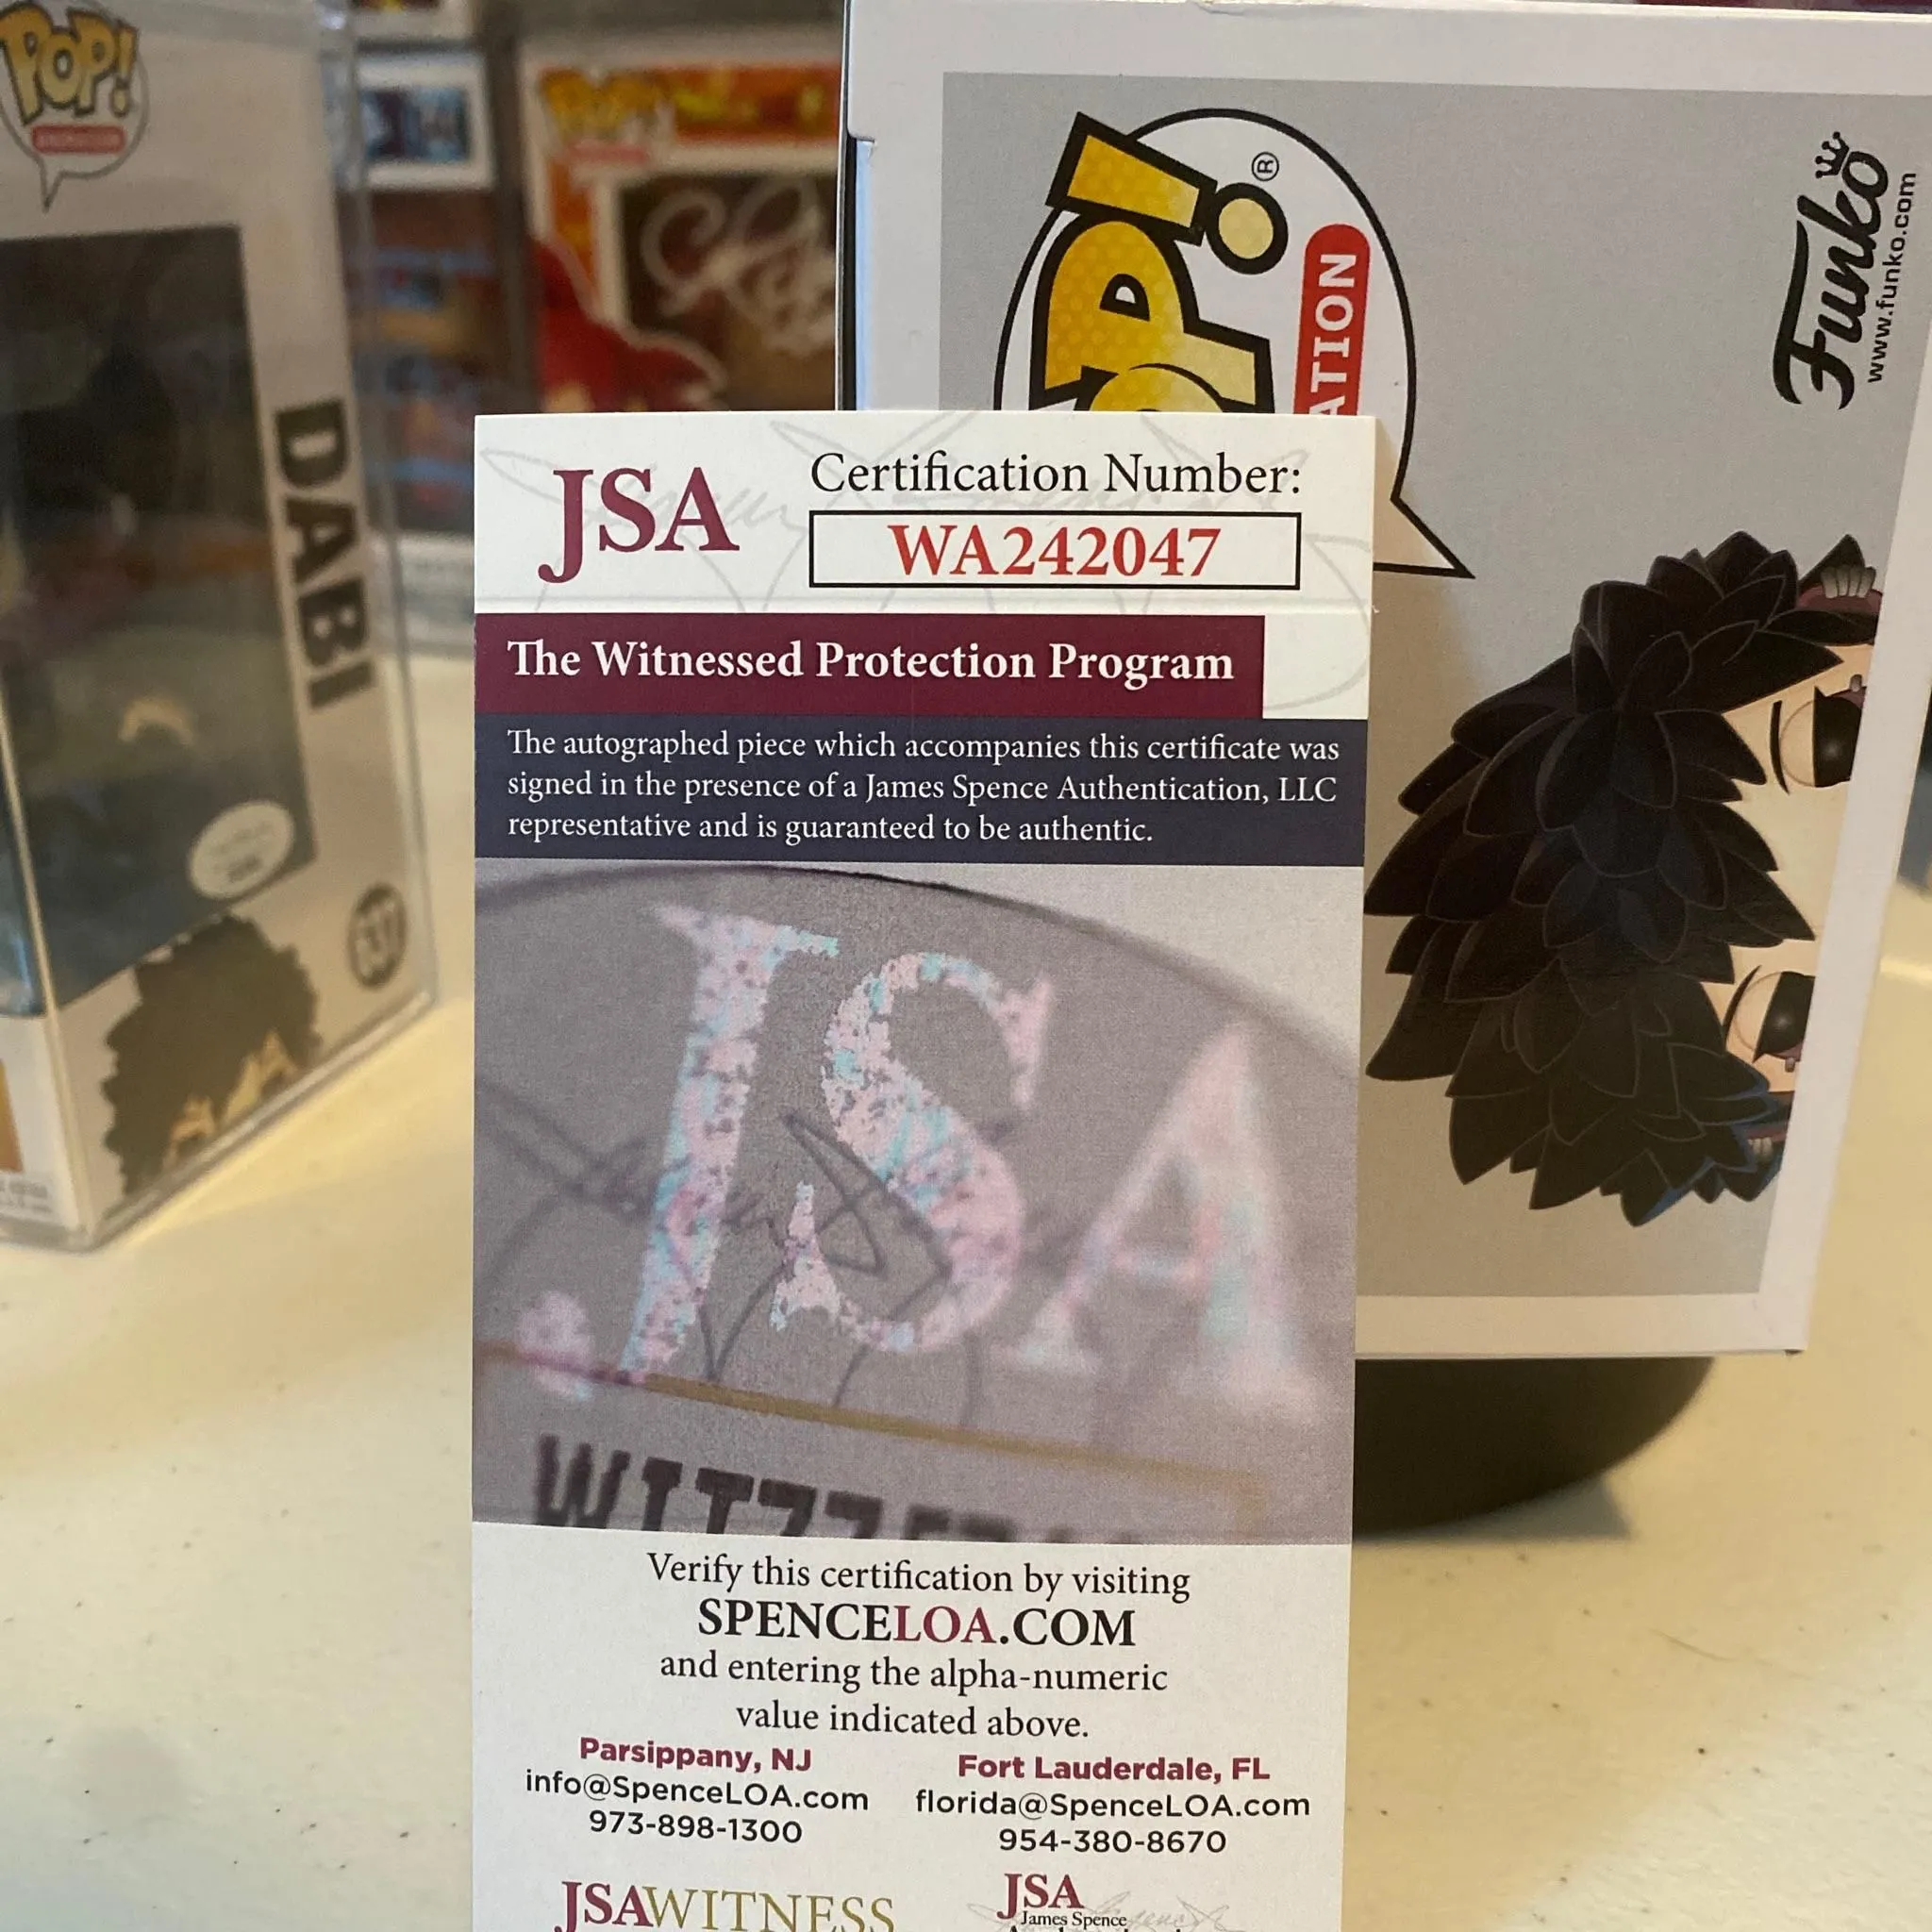 POP!
DABI
637
P!
®
ATION
Funko
www.funko.com
JSA
Certification Number:
WA242047
The Witnessed Protection Program
The autographed piece which accompanies this certificate was
signed in the presence of a James Spence Authentication, LLC
representative and is guaranteed to be authentic.
JSA
Verify this certification by visiting
SPENCELOA.COM
and entering the alpha-numeric
value indicated above.
Parsippany, NJ
info@SpenceLOA.com
973-898-1300
Fort Lauderdale, FL
florida@SpenceLOA.com
954-380-8670
JSAWITNESS
JSA
James Spence